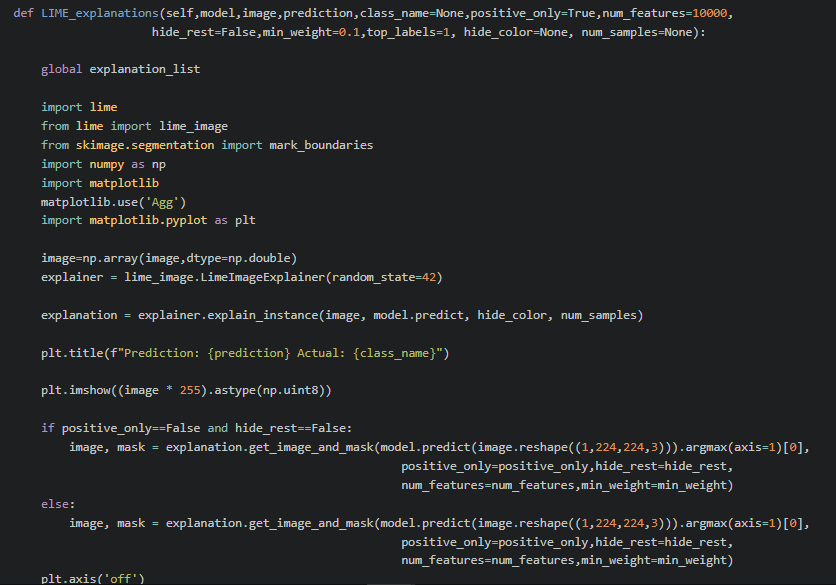 def LIME_explanations(self,model,image,prediction,class_name=None,positive_only=True,num_features=10000,
hide_rest=False,min_weight=0.1,top_labels=1, hide_color=None, num_samples=None):
global explanation_list
import lime
from lime import lime_image
from skimage.segmentation import mark_boundaries
import numpy as np
import matplotlib
matplotlib.use('Agg')
import matplotlib.pyplot as plt
image=np.array(image,dtype=np.double)
explainer = lime_image.LimeImageExplainer(random_state=42)
explanation = explainer.explain_instance(image, model.predict, hide_color, num_samples)
plt.title(f"Prediction: {prediction} Actual: {class_name}")
plt.imshow((image * 255).astype(np.uint8))
if positive_only==False and hide_rest==False:
image, mask = explanation.get_image_and_mask(model.predict(image.reshape((1,224,224,3))).argmax(axis=1)[0],
positive_only=positive_only,hide_rest=hide_rest,
num_features=num_features,min_weight=min_weight)
else:
image, mask = explanation.get_image_and_mask(model.predict(image.reshape((1,224,224,3))).argmax(axis=1)[0],
positive_only=positive_only,hide_rest=hide_rest,
num_features=num_features,min_weight=min_weight)
plt.axis('off')